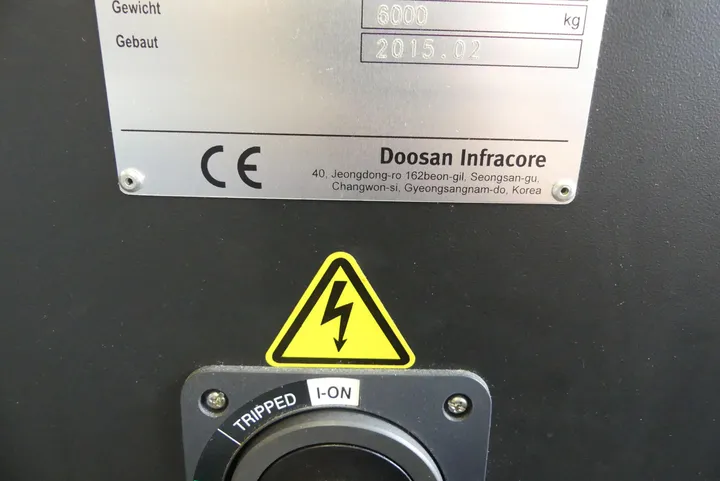 Gewicht 6000 kg
Gebaut 2015.02
CE
Doosan Infracore
40, Jeongdong-ro 162beon-gil, Seongsan-gu,
Changwon-si, Gyeongsangnam-do, Korea
TRIPPED I-ON